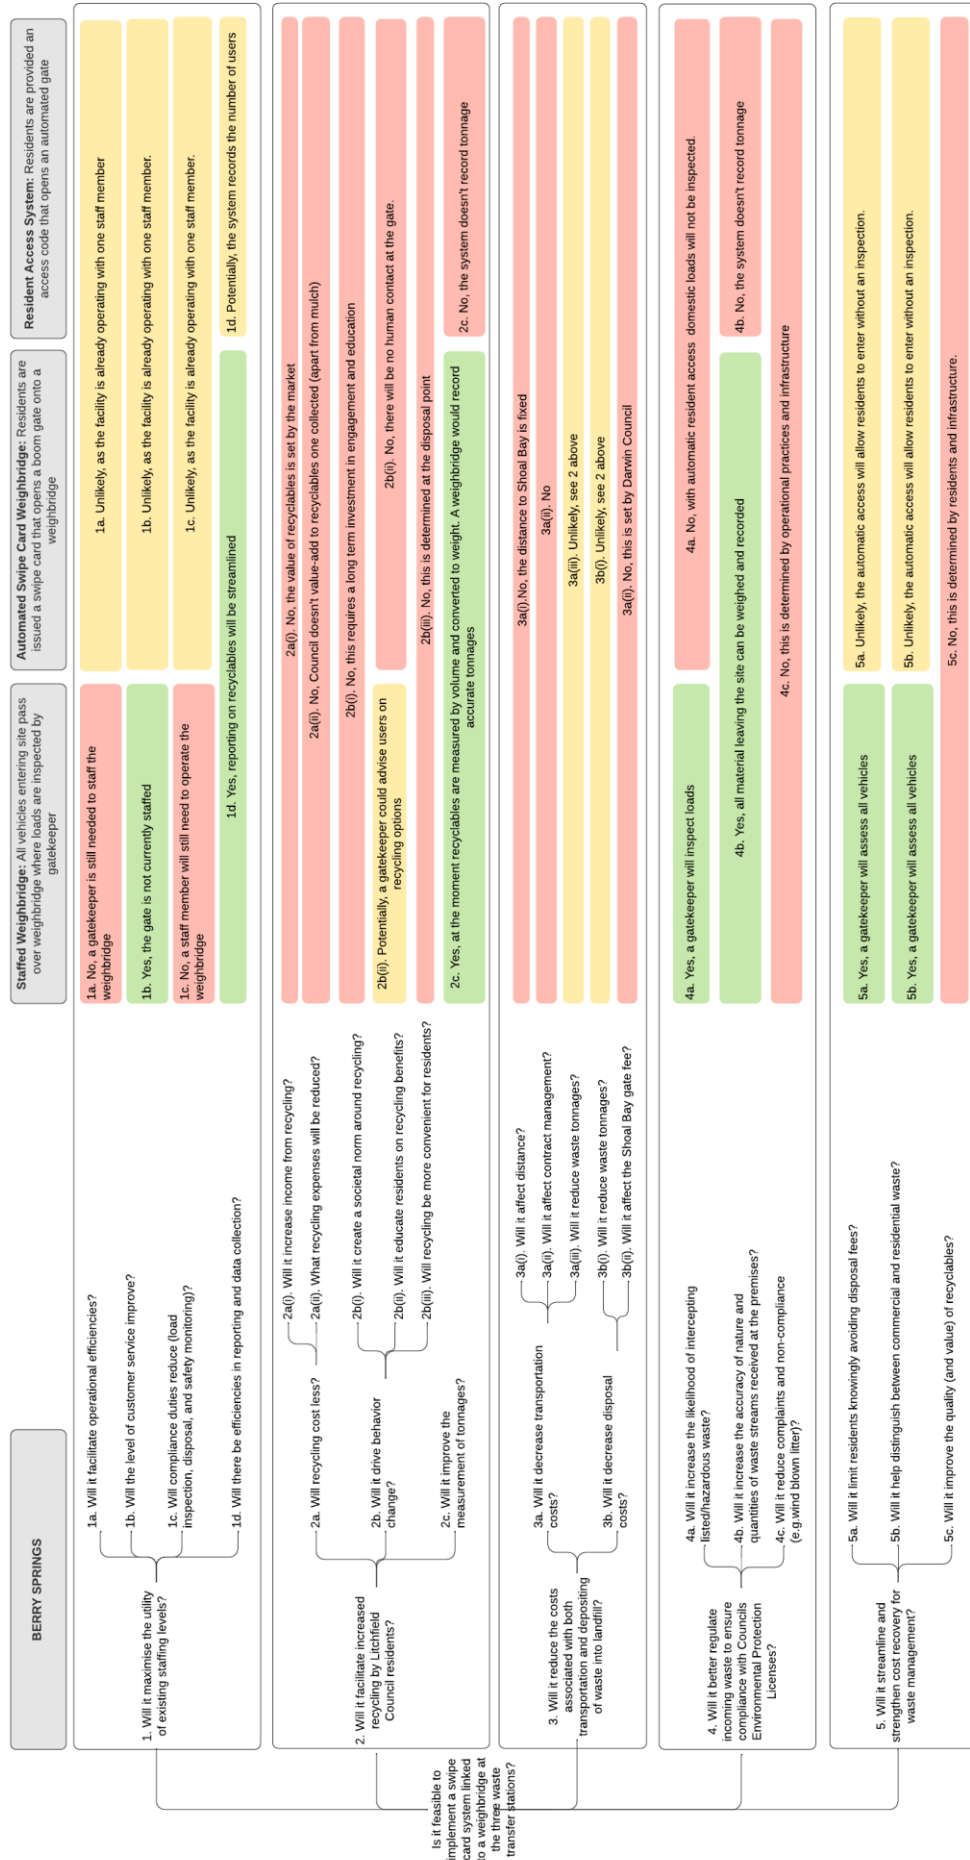 BERRY SPRINGS
Staffed Weighbridge: All vehicles entering site pass
over weighbridge where loads are inspected by
gatekeeper
Automated Swipe Card Weighbridge: Residents are
issued a swipe card that opens a boom gate onto a
weighbridge
Resident Access System: Residents are provided an
access code that opens an automated gate
Is it feasible to
implement a swipe
card system linked
to a weighbridge at
the three waste
transfer stations?
1. Will it maximise the utility
of existing staffing levels?
1a. Will it facilitate operational efficiencies?
1b. Will the level of customer service improve?
1c. Will compliance duties reduce (load
inspection, disposal, and safety monitoring)?
1d. Will there be efficiencies in reporting and data collection?
1a. No, a gatekeeper is still needed to staff the
weighbridge
1a. Unlikely, as the facility is already operating with one staff member
1b. Yes, the gate is not currently staffed
1b. Unlikely, as the facility is already operating with one staff member.
1c. No, a staff member will still need to operate the
weighbridge
1c. Unlikely, as the facility is already operating with one staff member.
1d. Yes, reporting on recyclables will be streamlined
1d. Potentially, the system records the number of users
2. Will it facilitate increased
recycling by Litchfield
Council residents?
2a. Will recycling cost less?
2b. Will it drive behavior
change?
2c. Will it improve the
measurement of tonnages?
2a(i). Will it increase income from recycling?
2a(ii). What recycling expenses will be reduced?
2b(i). Will it create a societal norm around recycling?
2b(ii). Will it educate residents on recycling benefits?
2b(iii). Will recycling be more convenient for residents?
2a(i). No, the value of recyclables is set by the market
2a(ii). No, Council doesn't value-add to recyclables one collected (apart from mulch)
2b(i). No, this requires a long term investment in engagement and education
2b(ii). Potentially, a gatekeeper could advise users on
recycling options
2b(ii). No, there will be no human contact at the gate.
2b(iii). No, this is determined at the disposal point
2c. Yes, at the moment recyclables are measured by volume and converted to weight. A weighbridge would record
accurate tonnages
2c. No, the system doesn't record tonnage
3. Will it reduce the costs
associated with both
transportation and depositing
of waste into landfill?
3a. Will it decrease transportation
costs?
3b. Will it decrease disposal
costs?
3a(i). Will it affect distance?
3a(ii). Will it affect contract management?
3a(iii). Will it reduce waste tonnages?
3b(i). Will it reduce waste tonnages?
3b(ii). Will it affect the Shoal Bay gate fee?
3a(i).No, the distance to Shoal Bay is fixed
3a(ii). No
3a(iii). Unlikely, see 2 above
3b(i). Unlikely, see 2 above
3a(ii). No, this is set by Darwin Council
4. Will it better regulate
incoming waste to ensure
compliance with Councils
Environmental Protection
Licenses?
4a. Will it increase the likelihood of intercepting
listed/hazardous waste?
4b. Will it increase the accuracy of nature and
quantities of waste streams received at the premises?
4c. Will it reduce complaints and non-compliance
(e.g.wind blown litter)?
4a. Yes, a gatekeeper will inspect loads
4a. No, with automatic resident access domestic loads will not be inspected.
4b. Yes, all material leaving the site can be weighed and recorded
4b. No, the system doesn't record tonnage
4c. No, this is determined by operational practices and infrastructure
5. Will it streamline and
strengthen cost recovery for
waste management?
5a. Will it limit residents knowingly avoiding disposal fees?
5b. Will it help distinguish between commercial and residential waste?
5c. Will it improve the quality (and value) of recyclables?
5a. Yes, a gatekeeper will assess all vehicles
5a. Unlikely, the automatic access will allow residents to enter without an inspection.
5b. Yes, a gatekeeper will assess all vehicles
5b. Unlikely, the automatic access will allow residents to enter without an inspection.
5c. No, this is determined by residents and infrastructure.